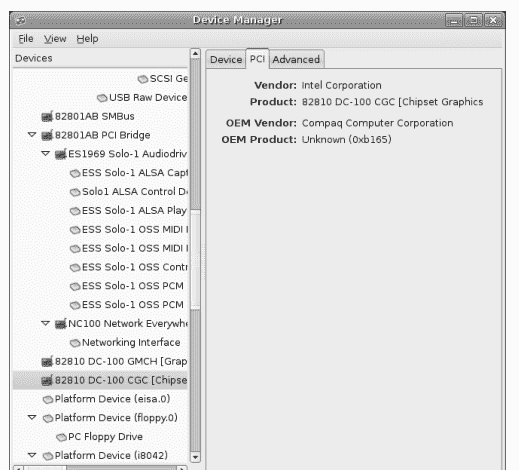 Device Manager
File View Help
Devices
SCSI Ge
USB Raw Device
82801AB SMBus
82801AB PCI Bridge
ES1969 Solo-1 Audiodriv
ESS Solo-1 ALSA Capt
Solo1 ALSA Control D
ESS Solo-1 ALSA Play
ESS Solo-1 OSS MIDI
ESS Solo-1 OSS MIDI
ESS Solo-1 OSS Contr
ESS Solo-1 OSS PCM
ESS Solo-1 OSS PCM
NC100 Network Everywhe
Networking Interface
82810 DC-100 GMCH [Grap
82810 DC-100 CGC [Chipse
Platform Device (eisa.0)
Platform Device (floppy.0)
PC Floppy Drive
Platform Device (i8042)
Device PCI Advanced
Vendor: Intel Corporation
Product: 82810 DC-100 CGC [Chipset Graphics
OEM Vendor: Compaq Computer Corporation
OEM Product: Unknown (0xb165)